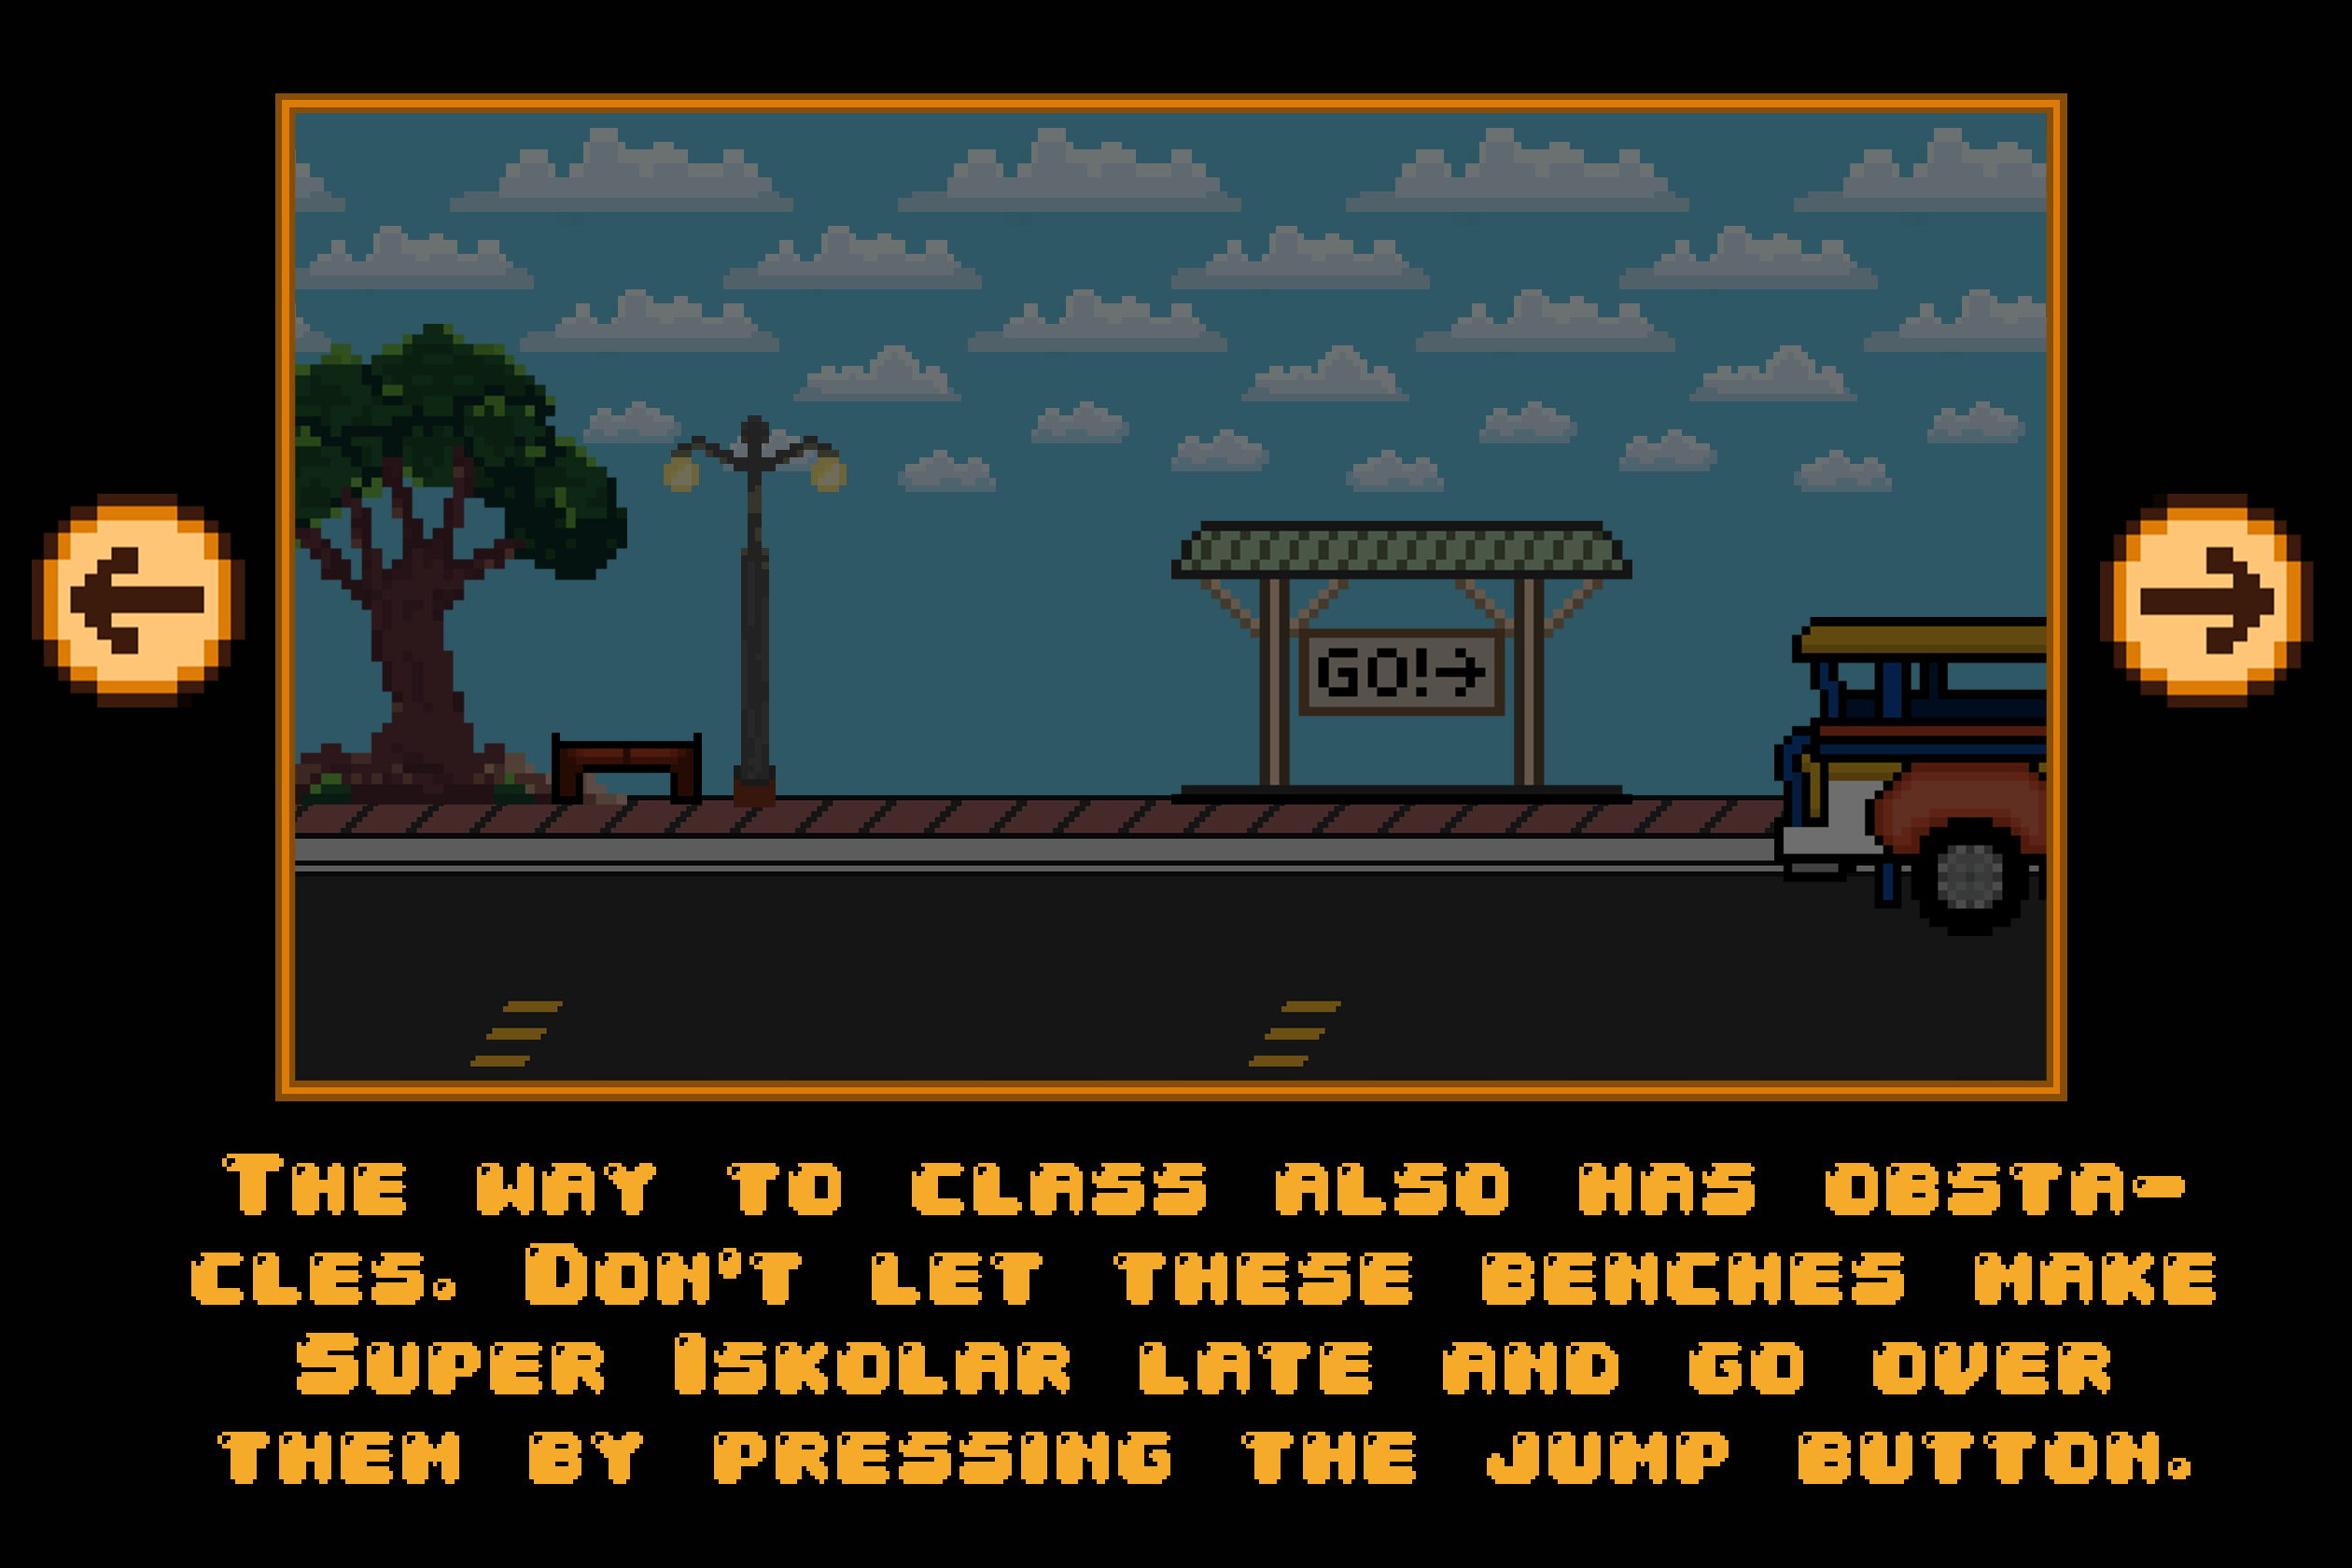 GO!→
The way to class also has obsta-
cles. Don't let these benches make
Super Iskolar late and go over
them by pressing the jump button.